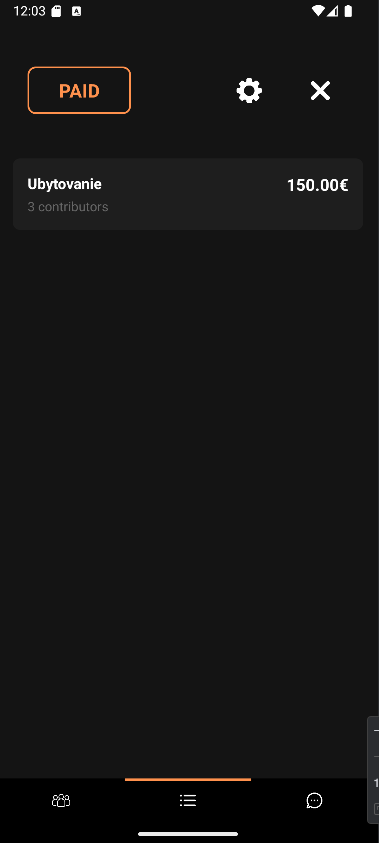 12:03
PAID
Ubytovanie
150.00€
3 contributors